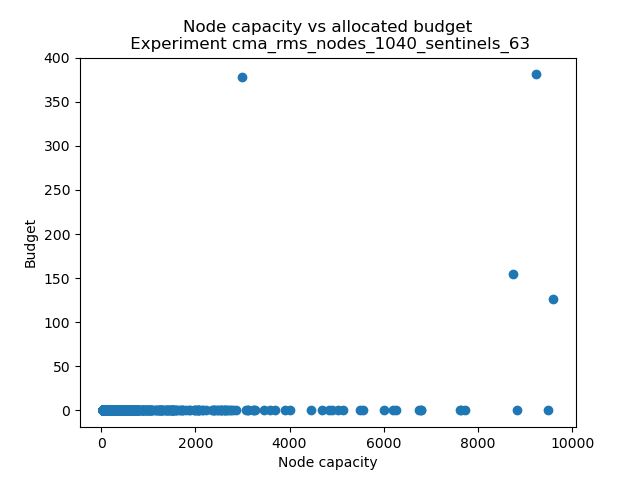 Node capacity vs allocated budget
Experiment cma_rms_nodes_1040_sentinels_63
400
350
300
250
200
150
100
50
0
Budget
0 2000 4000 6000 8000 10000
Node capacity